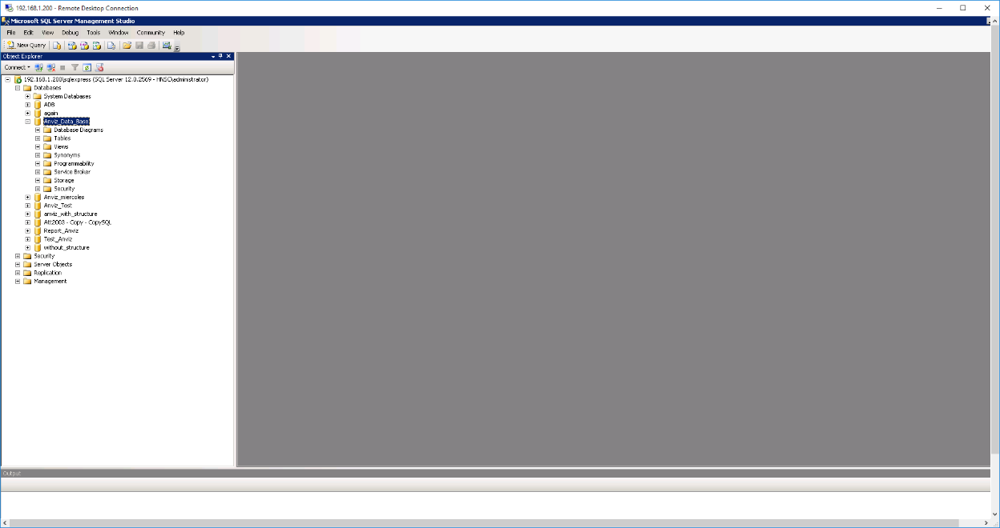 192.168.1.200 - Remote Desktop Connection
Microsoft SQL Server Management Studio
File Edit View Debug Tools Window Community Help
New Query
Object Explorer
Connect
192.168.1.200\sqlexpress (SQL Server 12.0.2569 - HNSC\administrator)
Databases
System Databases
ADB
again
Anviz_Data_Base
Database Diagrams
Tables
Views
Synonyms
Programmability
Service Broker
Storage
Security
Anviz_miercoles
Anviz_Test
anviz_with_structure
Att2003 - Copy - CopySQL
Report_Anviz
Test_Anviz
without_structure
Security
Server Objects
Replication
Management
Output